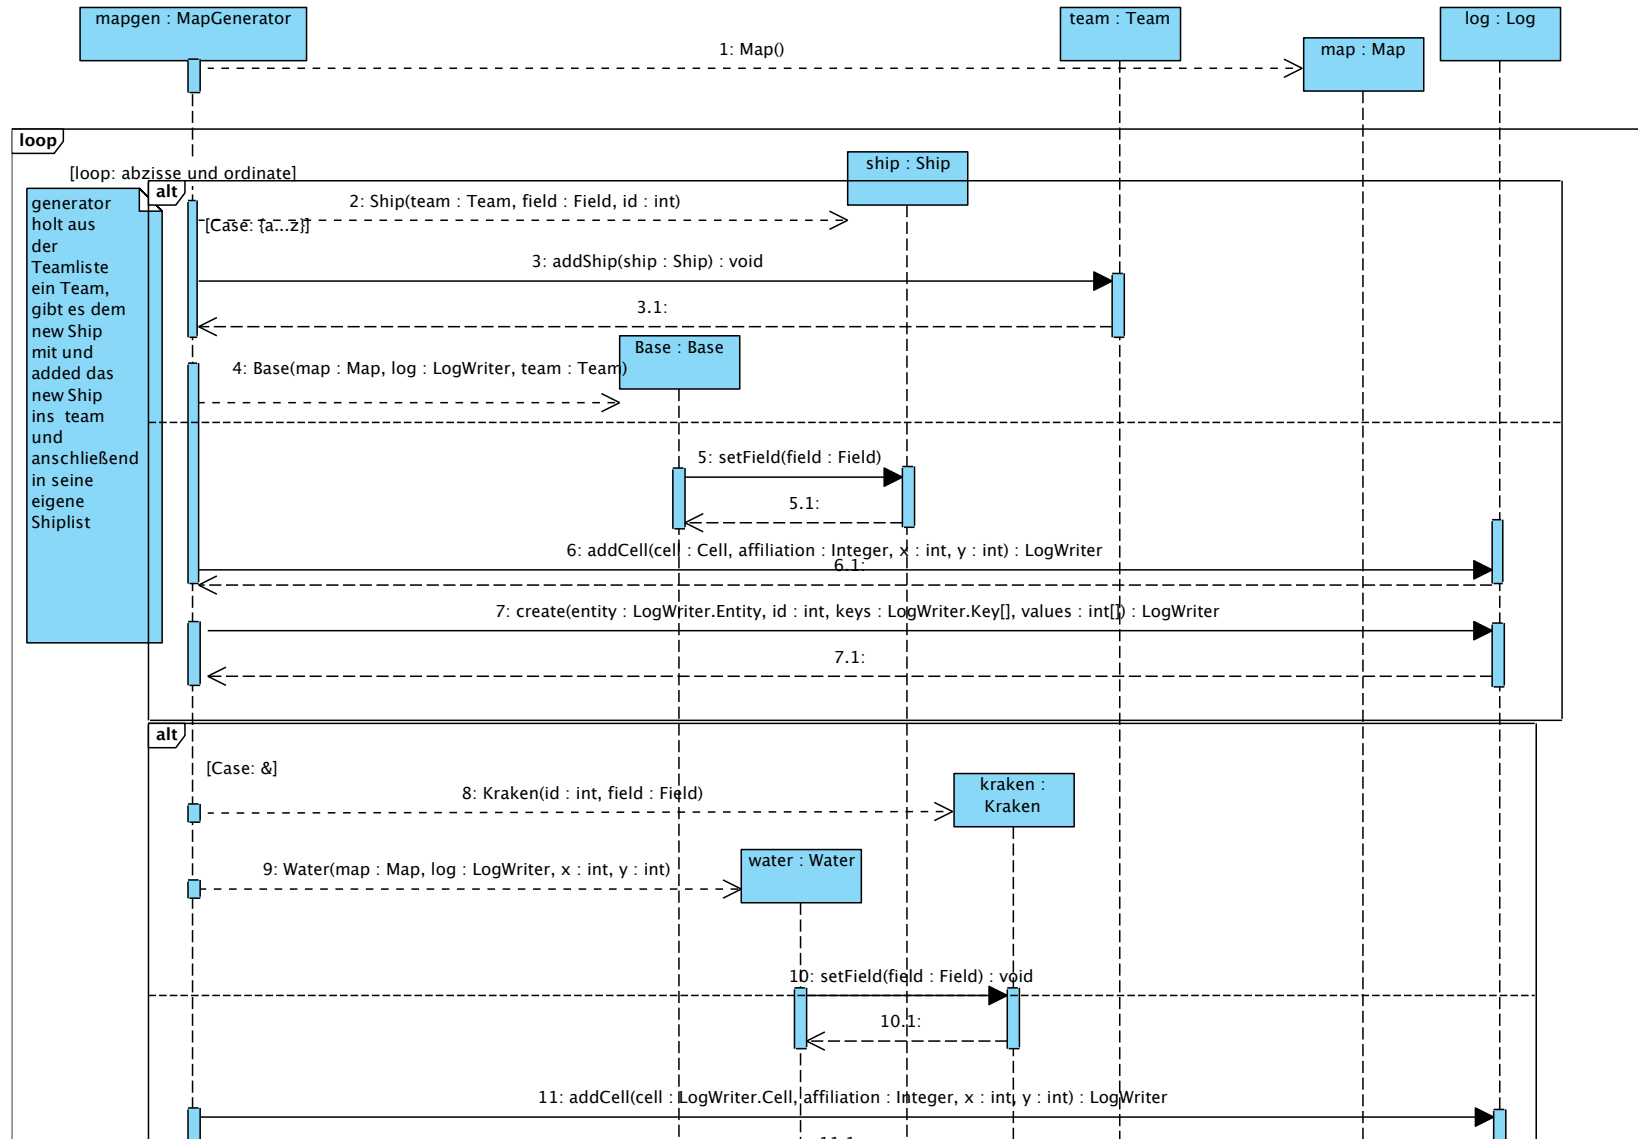 mapgen : MapGenerator
team : Team
log : Log
1: Map()
map : Map
loop
[loop: abzisse und ordinate]
ship : Ship
alt
generator
holt aus
der
Teamliste
ein Team,
gibt es dem
new Ship
mit und
added das
new Ship
ins team
und
anschließend
in seine
eigene
Shiplist
2: Ship(team : Team, field : Field, id : int)
[Case: {a...z}]
3: addShip(ship : Ship) : void
3.1:
Base : Base
4: Base(map : Map, log : LogWriter, team : Team)
5: setField(field : Field)
5.1:
6: addCell(cell : Cell, affiliation : Integer, x : int, y : int) : LogWriter
6.1:
7: create(entity : LogWriter.Entity, id : int, keys : LogWriter.Key[], values : int[]) : LogWriter
7.1:
alt
[Case: &]
8: Kraken(id : int, field : Field)
kraken :
Kraken
9: Water(map : Map, log : LogWriter, x : int, y : int)
water : Water
10: setField(field : Field) : void
10.1:
11: addCell(cell : LogWriter.Cell, affiliation : Integer, x : int, y : int) : LogWriter